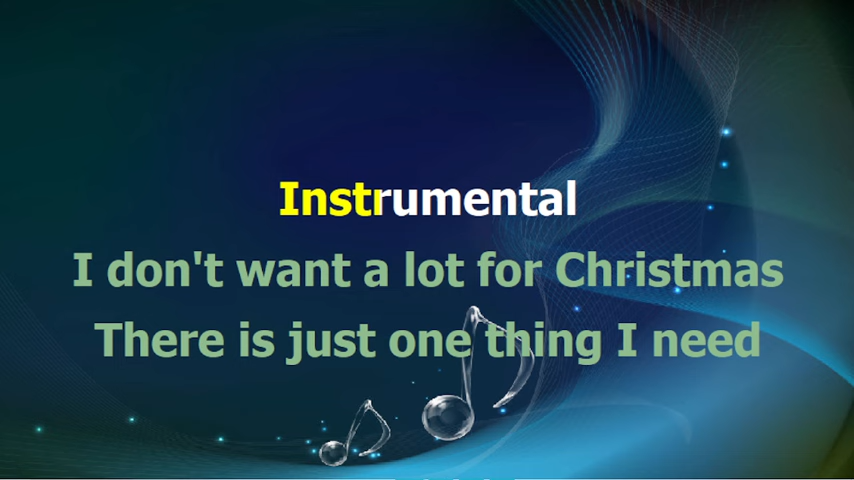 Instrumental
I don't want a lot for Christmas
There is just one thing I need